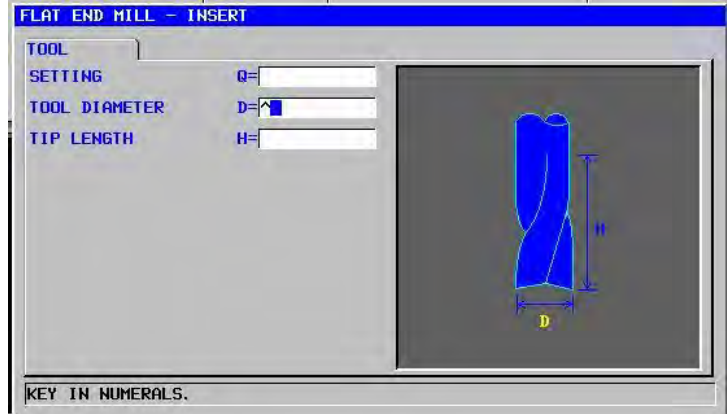 FLAT END MILL - INSERT
TOOL
SETTING Q=
TOOL DIAMETER D=^
TIP LENGTH H=
H
D
KEY IN NUMERALS.